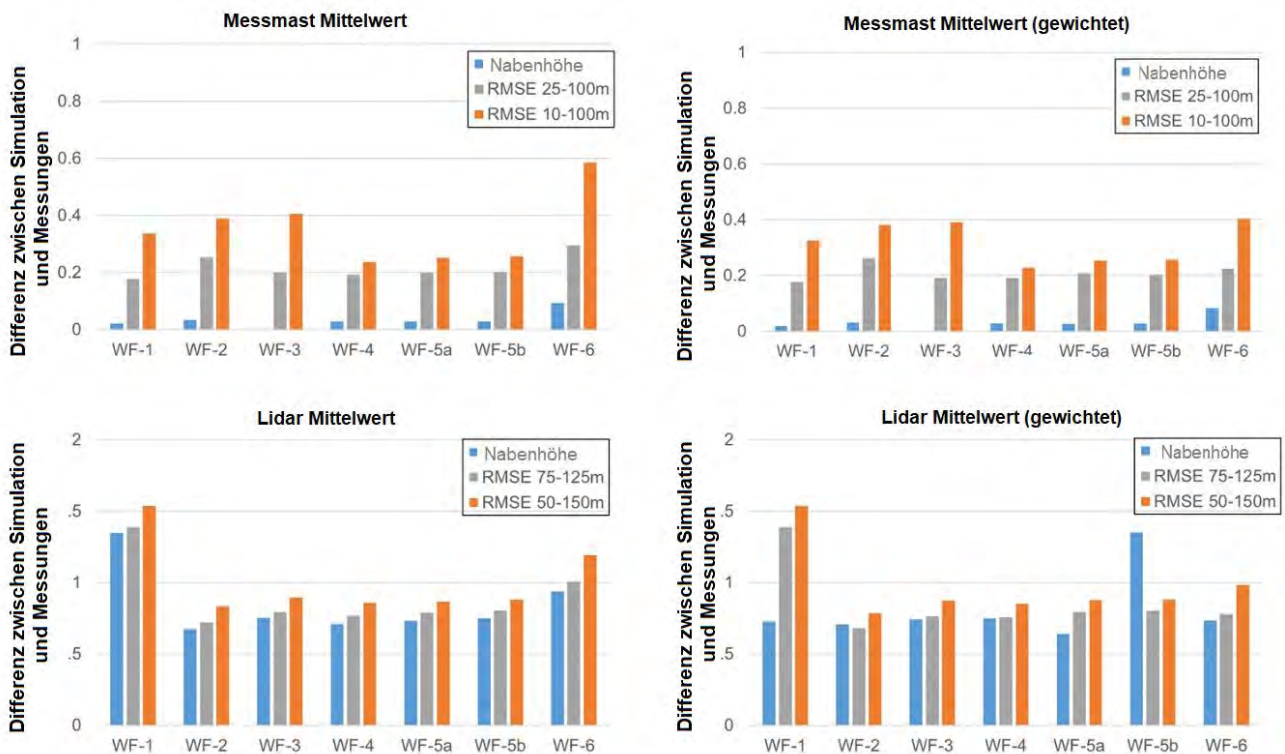 Messmast Mittelwert
Differenz zwischen Simulation
und Messungen
1
0.8
0.6
0.4
0.2
0
Nabenhöhe
RMSE 25-100m
RMSE 10-100m
WF-1 WF-2 WF-3 WF-4 WF-5a WF-5b WF-6
Messmast Mittelwert (gewichtet)
Differenz zwischen Simulation
und Messungen
1
0.8
0.6
0.4
0.2
0
Nabenhöhe
RMSE 25-100m
RMSE 10-100m
WF-1 WF-2 WF-3 WF-4 WF-5a WF-5b WF-6
Lidar Mittelwert
Differenz zwischen Simulation
und Messungen
2
.5
1
.5
0
Nabenhöhe
RMSE 75-125m
RMSE 50-150m
WF-1 WF-2 WF-3 WF-4 WF-5a WF-5b WF-6
Lidar Mittelwert (gewichtet)
Differenz zwischen Simulation
und Messungen
2
.5
1
.5
0
Nabenhöhe
RMSE 75-125m
RMSE 50-150m
WF-1 WF-2 WF-3 WF-4 WF-5a WF-5b WF-6